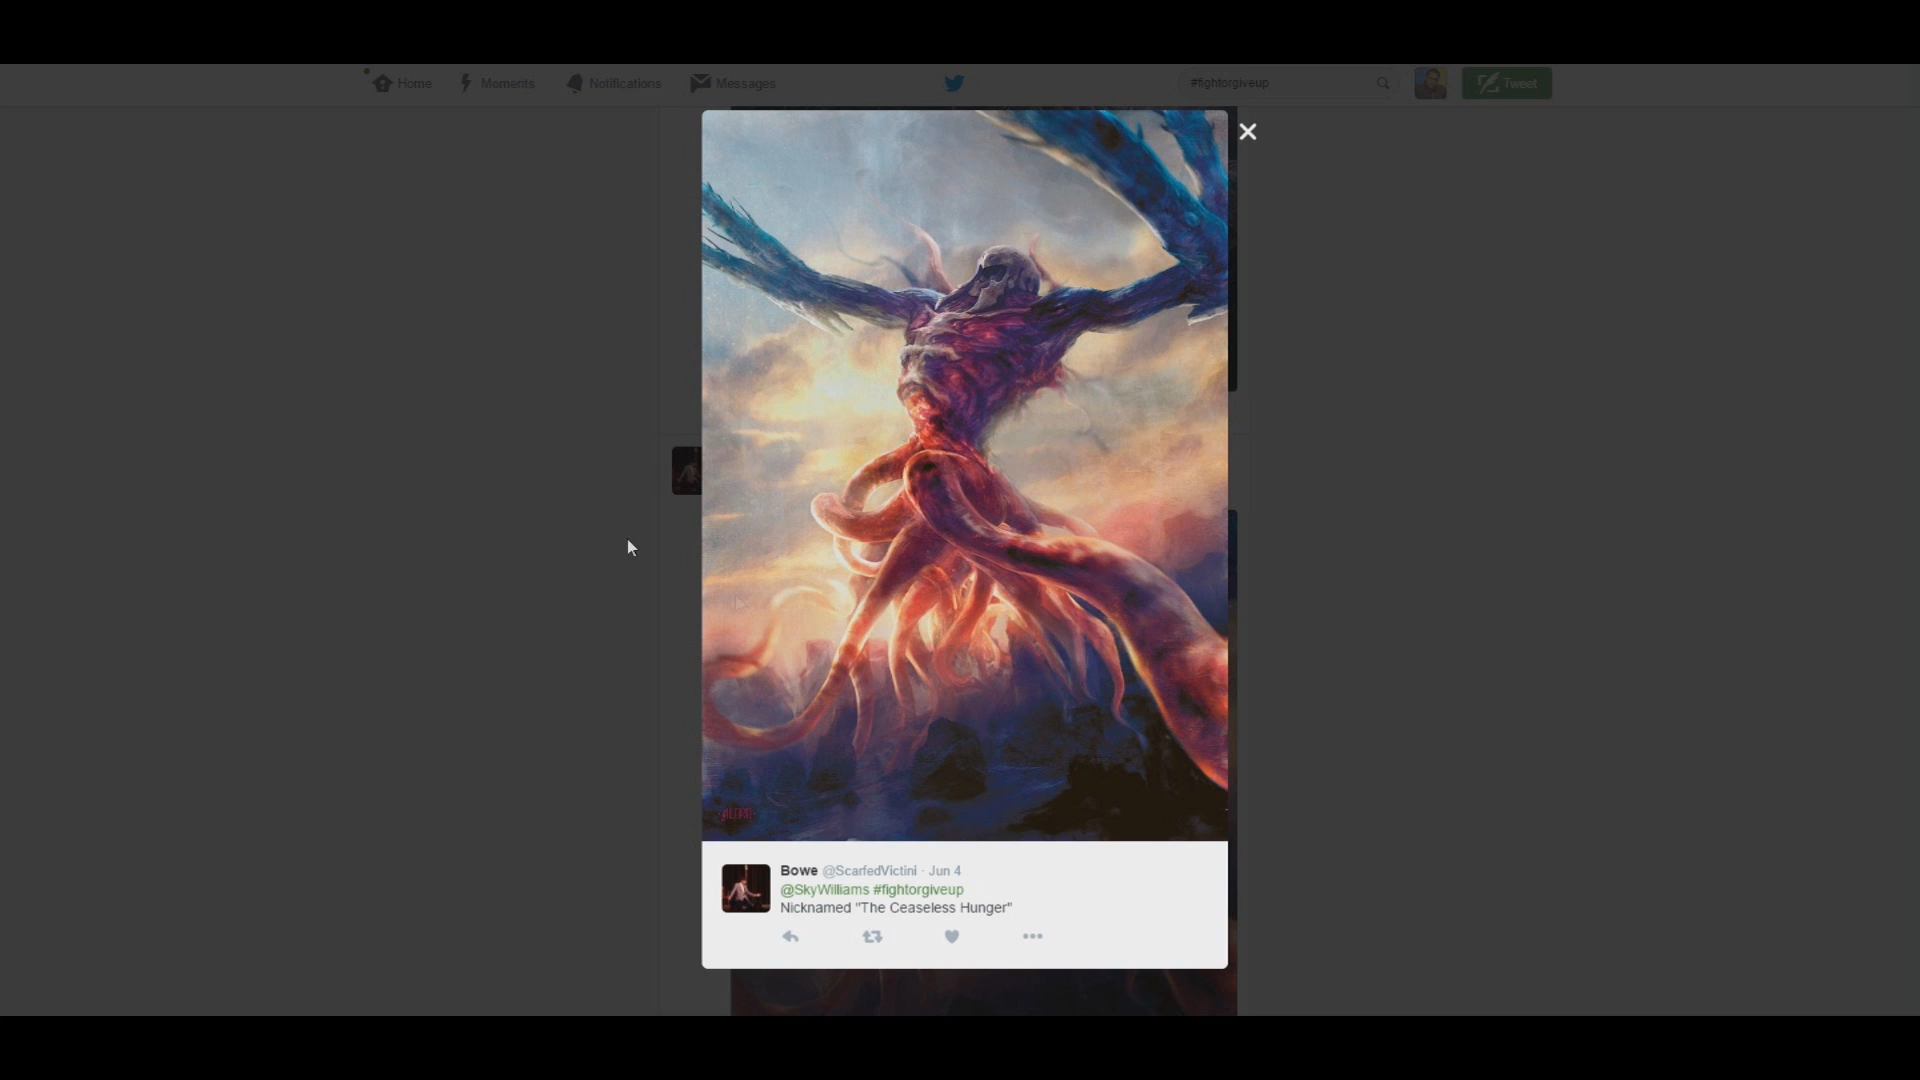 Home Moments Notifications Messages #fightorgiveup Tweet
Bowe @ScarfedVictini · Jun 4
@SkyWilliams #fightorgiveup
Nicknamed "The Ceaseless Hunger"